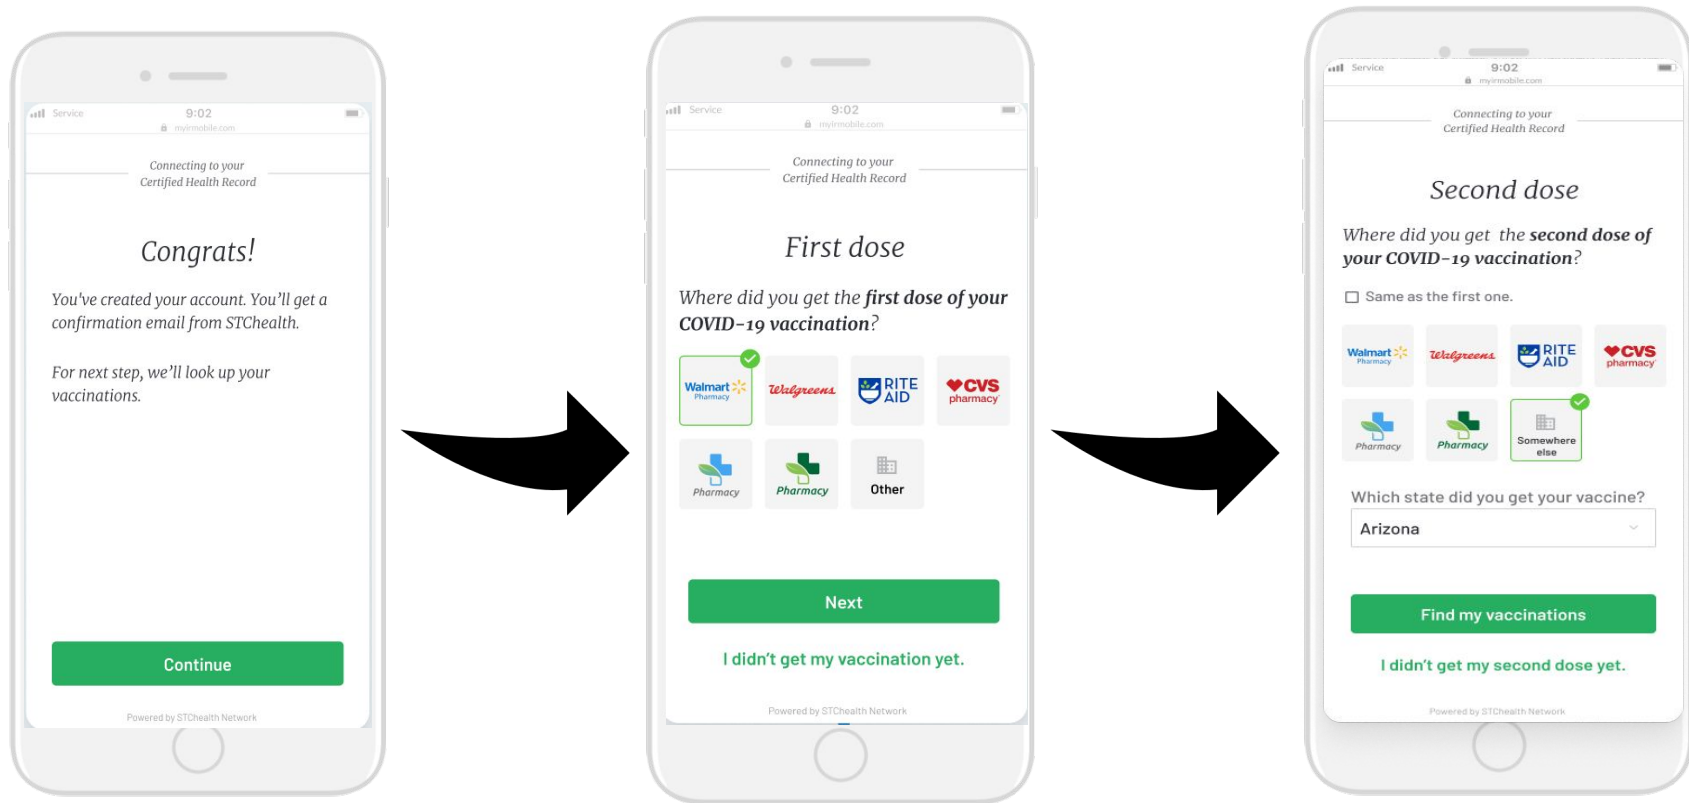 Service
9:02
myirmobile.com
Connecting to your
Certified Health Record
Congrats!
You've created your account. You’ll get a
confirmation email from STChealth.
For next step, we’ll look up your
vaccinations.
Continue
Powered by STChealth Network
Service
9:02
myirmobile.com
Connecting to your
Certified Health Record
First dose
Where did you get the first dose of your
COVID-19 vaccination?
Walmart
Pharmacy
Walgreens
RITE
AID
CVS
pharmacy
Pharmacy
Pharmacy
Other
Next
I didn’t get my vaccination yet.
Powered by STChealth Network
Service
9:02
myirmobile.com
Connecting to your
Certified Health Record
Second dose
Where did you get the second dose of
your COVID-19 vaccination?
Same as the first one.
Walmart
Pharmacy
Walgreens
RITE
AID
CVS
pharmacy
Pharmacy
Pharmacy
Somewhere
else
Which state did you get your vaccine?
Arizona
Find my vaccinations
I didn’t get my second dose yet.
Powered by STChealth Network